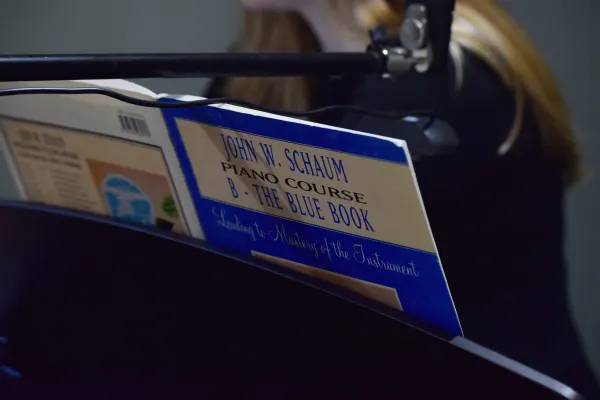 JOHN W. SCHAUM
PIANO COURSE
B - THE BLUE BOOK
Leading to Mastery of the Instrument